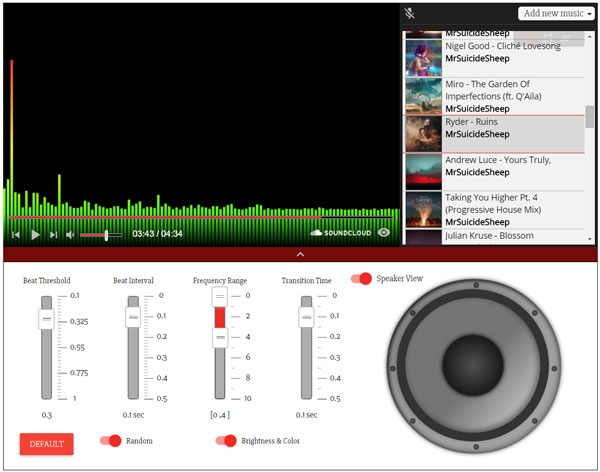 Add new music
Nigel Good - Cliché Lovesong
MrSuicideSheep
Miro - The Garden Of
Imperfections (ft. Q'Aila)
MrSuicideSheep
Ryder - Ruins
MrSuicideSheep
Andrew Luce - Yours Truly,
MrSuicideSheep
Taking You Higher Pt. 4
(Progressive House Mix)
MrSuicideSheep
Julian Kruse - Blossom
03:43 / 04:34
SOUNDCLOUD
Beat Threshold
0.1
0.325
0.55
0.775
1
0.3
Beat Interval
0
0.1
0.2
0.3
0.4
0.5
0.1 sec
Frequency Range
0
2
4
6
8
10
[0 ,4 ]
Transition Time
0
0.1
0.2
0.3
0.4
0.5
0.1 sec
Speaker View
DEFAULT
Random
Brightness & Color